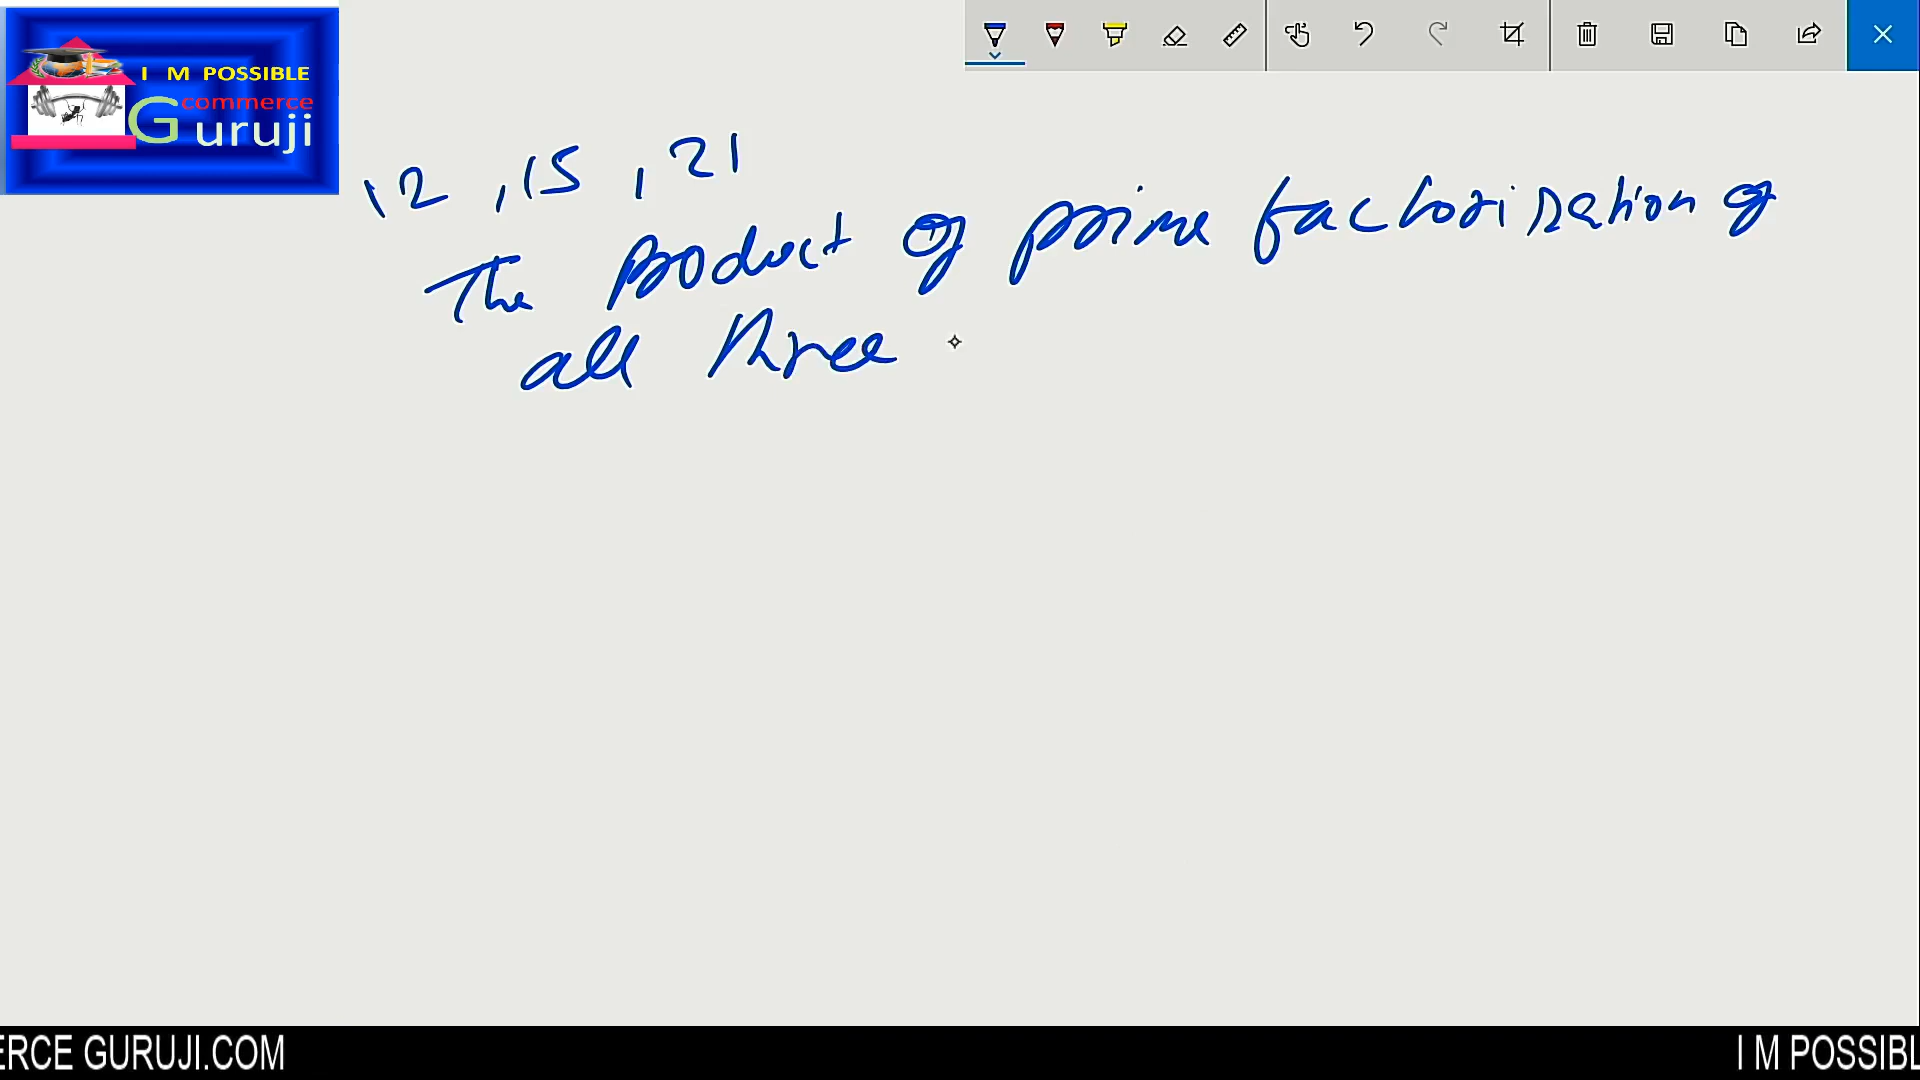 I M POSSIBLE
commerce
Guruji
12 , 15 , 21
The product of prime factorisation of
all three
ERCE GURUJI.COM
I M POSSIBL